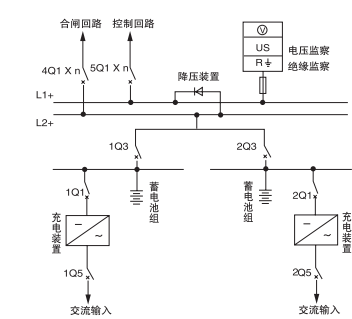 合闸回路 控制回路
V
US
R
电压监察
绝缘监察
4Q1 X n 5Q1 X n
降压装置
L1+
L2+
1Q3 2Q3
1Q1 蓄电池组 蓄电池组 2Q1
充电装置 充电装置
− ~ − ~
1Q5 2Q5
交流输入 交流输入